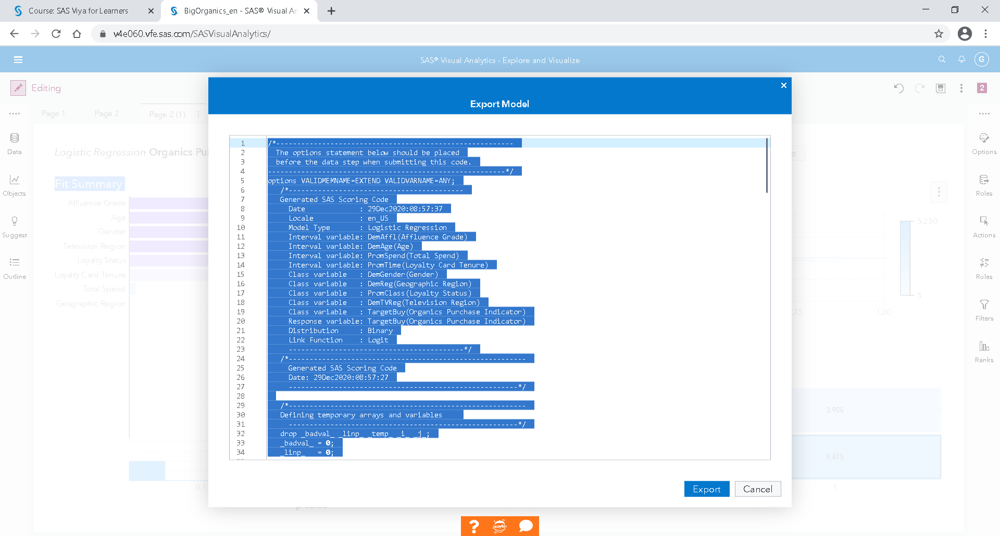 Course: SAS Viya for Learners
BigOrganics_en - SAS® Visual An
v4e060.vfe.sas.com/SASVisualAnalytics/
SAS® Visual Analytics - Explore and Visualize
G
Editing
2
Page 1
Page 2
Page 2 (1)
Export Model
Data
Objects
Suggest
Outline
Logistic Regression Organics Pu
Fit Summary
Affluence Grade
Age
Gender
Television Region
Loyalty Status
Loyalty Card Tenure
Total Spend
Geographic Region
0.1
1 /*---------------------------------------------------------
2 The options statement below should be placed
3 before the data step when submitting this code.
4 ---------------------------------------------------------*/
5 options VALIDMEMNAME=EXTEND VALIDVARNAME=ANY;
6 /*------------------------------------------
7 Generated SAS Scoring Code
8 Date : 29Dec2020:08:57:37
9 Locale : en_US
10 Model Type : Logistic Regression
11 Interval variable: DemAffl(Affluence Grade)
12 Interval variable: DemAge(Age)
13 Interval variable: PromSpend(Total Spend)
14 Interval variable: PromTime(Loyalty Card Tenure)
15 Class variable : DemGender(Gender)
16 Class variable : DemReg(Geographic Region)
17 Class variable : PromClass(Loyalty Status)
18 Class variable : DemTVReg(Television Region)
19 Class variable : TargetBuy(Organics Purchase Indicator)
20 Response variable: TargetBuy(Organics Purchase Indicator)
21 Distribution : Binary
22 Link Function : Logit
23 ------------------------------------------*/
24 /*---------------------------------------------------------
25 Generated SAS Scoring Code
26 Date: 29Dec2020:08:57:27
27 -------------------------------------------------------*/
28
29 /*---------------------------------------------------------
30 Defining temporary arrays and variables
31 -------------------------------------------------------*/
32 drop _badval_ _linp_ _temp_ _i_ _j_;
33 _badval_ = 0;
34 _linp_ = 0;
Export
Cancel
5,250
5
.75
1.00
3,905
9,475
1
Options
Roles
Actions
Rules
Filters
Ranks
? jupyter